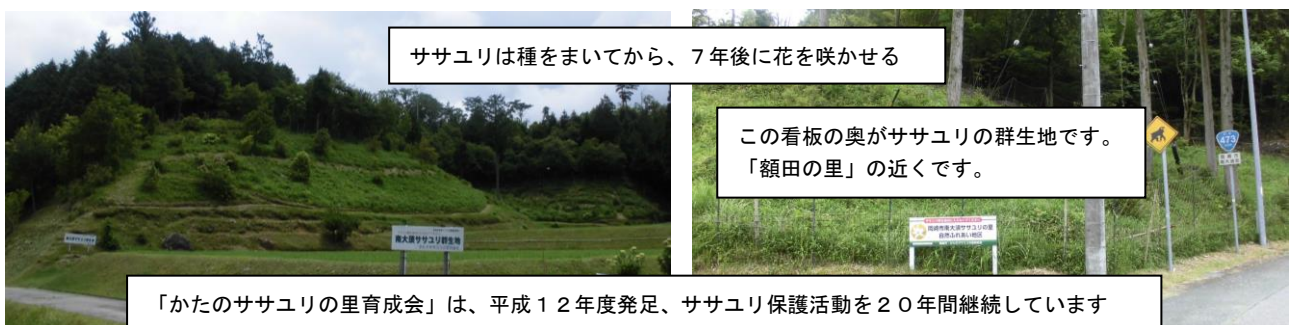 ササユリは種をまいてから、７年後に花を咲かせる
この看板の奥がササユリの群生地です。
「額田の里」の近くです。
南大須ササユリ群生地
473
岡崎市南大須ササユリの里
自然ふれあい地区
「かたのササユリの里育成会」は、平成１２年度発足、ササユリ保護活動を２０年間継続しています